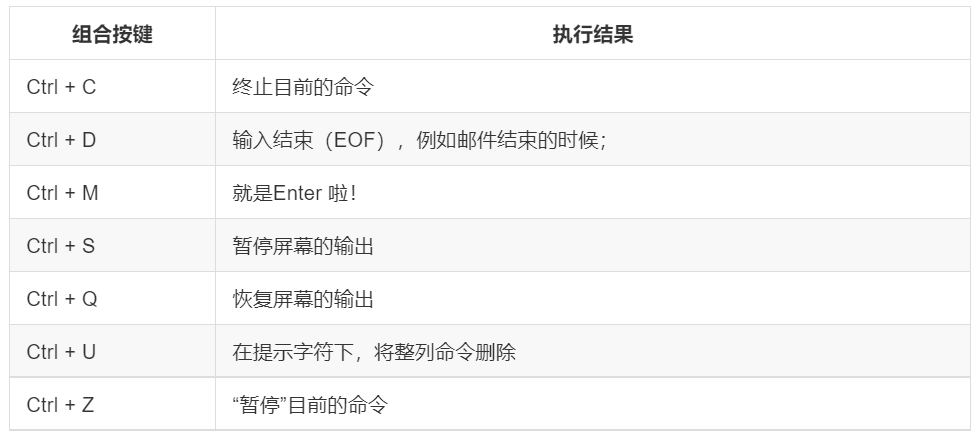 组合按键 执行结果
Ctrl + C 终止目前的命令
Ctrl + D 输入结束（EOF），例如邮件结束的时候；
Ctrl + M 就是Enter 啦！
Ctrl + S 暂停屏幕的输出
Ctrl + Q 恢复屏幕的输出
Ctrl + U 在提示字符下，将整列命令删除
Ctrl + Z “暂停”目前的命令